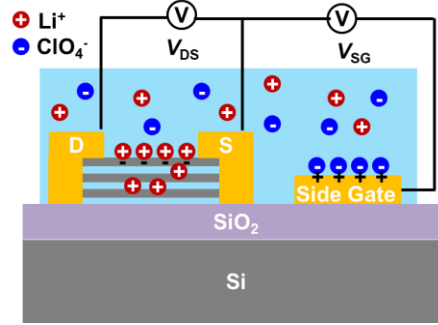 + Li⁺
- ClO₄⁻
V
V
V_DS
V_SG
D
S
Side Gate
SiO₂
Si